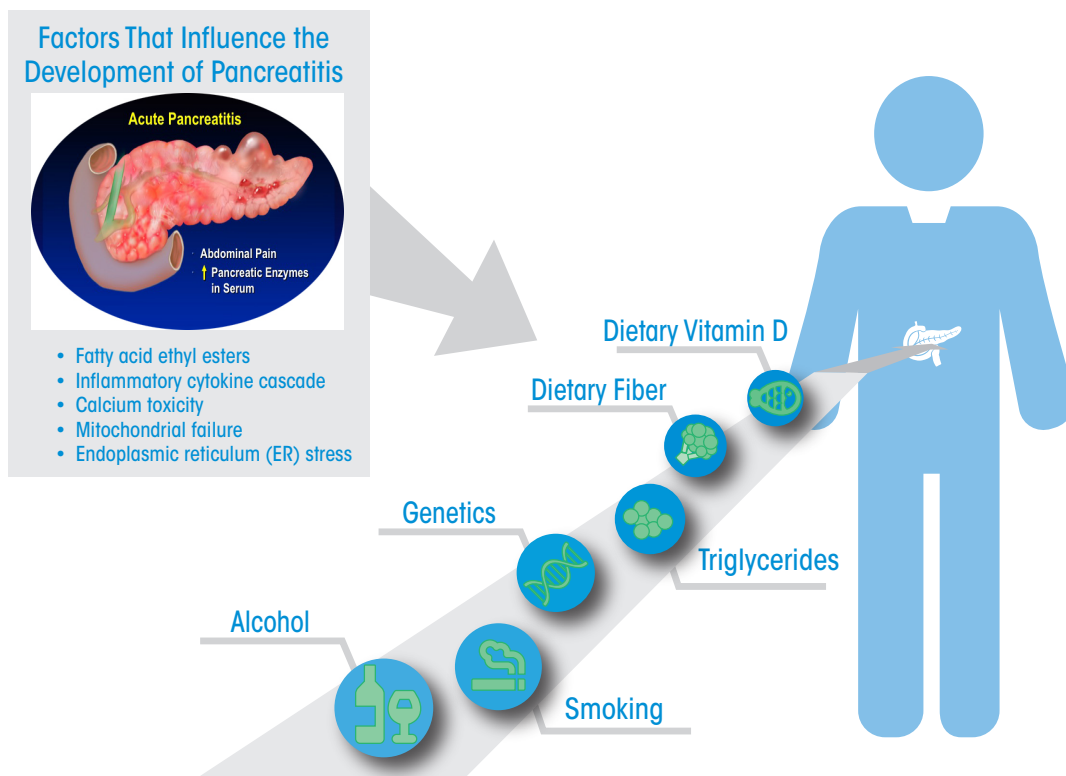 Factors That Influence the
Development of Pancreatitis
Acute Pancreatitis
Abdominal Pain
↑ Pancreatic Enzymes
in Serum
• Fatty acid ethyl esters
• Inflammatory cytokine cascade
• Calcium toxicity
• Mitochondrial failure
• Endoplasmic reticulum (ER) stress
Dietary Vitamin D
Dietary Fiber
Genetics
Triglycerides
Alcohol
Smoking